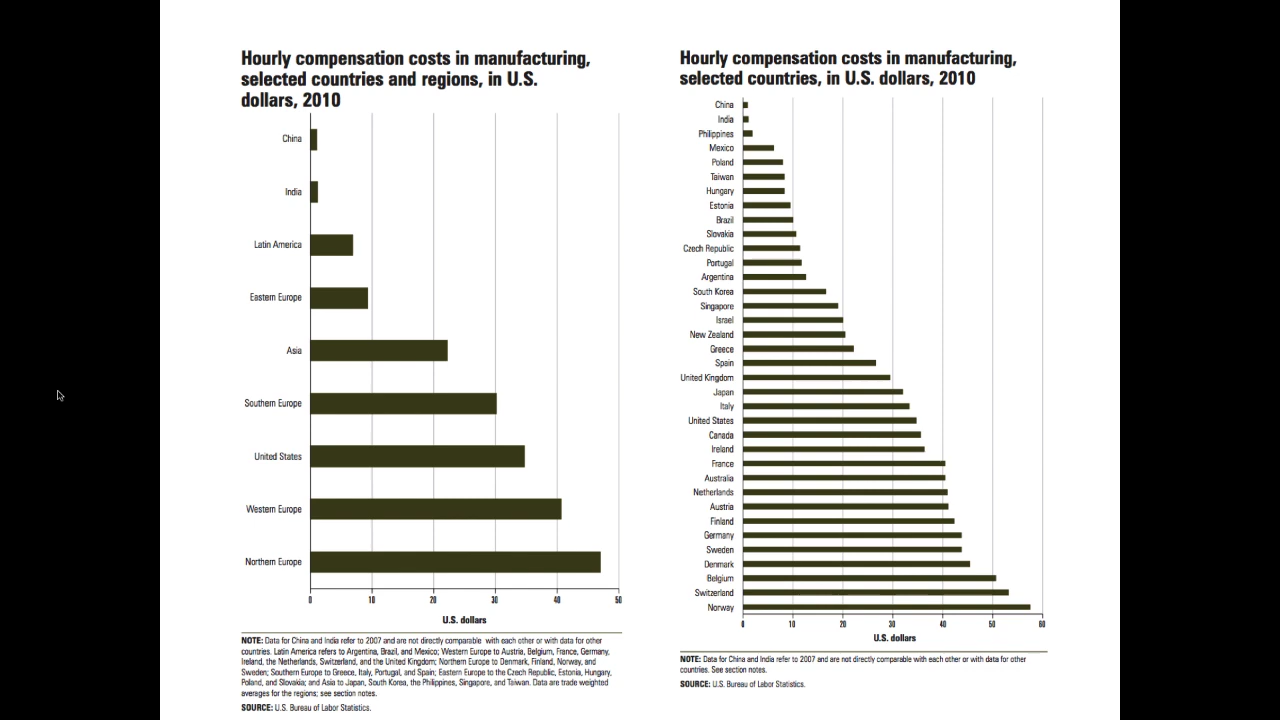 Hourly compensation costs in manufacturing,
selected countries and regions, in U.S.
dollars, 2010
China
India
Latin America
Eastern Europe
Asia
Southern Europe
United States
Western Europe
Northern Europe
0 10 20 30 40 50
U.S. dollars
NOTE: Data for China and India refer to 2007 and are not directly comparable with each other or with data for other
countries. Latin America refers to Argentina, Brazil, and Mexico; Western Europe to Austria, Belgium, France, Germany,
Ireland, the Netherlands, Switzerland, and the United Kingdom; Northern Europe to Denmark, Finland, Norway, and
Sweden; Southern Europe to Greece, Italy, Portugal, and Spain; Eastern Europe to the Czech Republic, Estonia, Hungary,
Poland, and Slovakia; and Asia to Japan, South Korea, the Philippines, Singapore, and Taiwan. Data are trade weighted
averages for the regions; see section notes.
SOURCE: U.S. Bureau of Labor Statistics.
Hourly compensation costs in manufacturing,
selected countries, in U.S. dollars, 2010
China
India
Philippines
Mexico
Poland
Taiwan
Hungary
Estonia
Brazil
Slovakia
Czech Republic
Portugal
Argentina
South Korea
Singapore
Israel
New Zealand
Greece
Spain
United Kingdom
Japan
Italy
United States
Canada
Ireland
France
Australia
Netherlands
Austria
Finland
Germany
Sweden
Denmark
Belgium
Switzerland
Norway
0 10 20 30 40 50 60
U.S. dollars
NOTE: Data for China and India refer to 2007 and are not directly comparable with each other or with data for other
countries. See section notes.
SOURCE: U.S. Bureau of Labor Statistics.